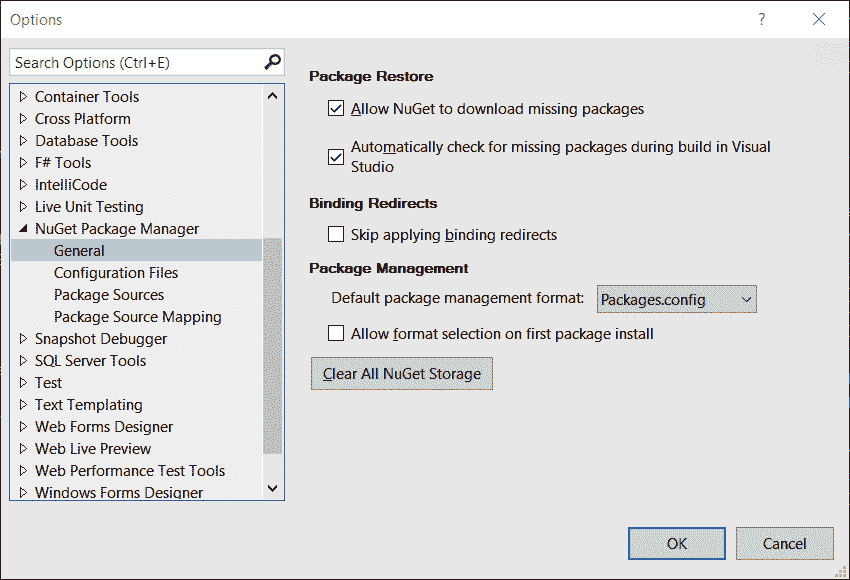 Options
?
Search Options (Ctrl+E)
Container Tools
Cross Platform
Database Tools
F# Tools
IntelliCode
Live Unit Testing
NuGet Package Manager
General
Configuration Files
Package Sources
Package Source Mapping
Snapshot Debugger
SQL Server Tools
Test
Text Templating
Web Forms Designer
Web Live Preview
Web Performance Test Tools
Windows Forms Designer
Package Restore
Allow NuGet to download missing packages
Automatically check for missing packages during build in Visual
Studio
Binding Redirects
Skip applying binding redirects
Package Management
Default package management format: Packages.config
Allow format selection on first package install
Clear All NuGet Storage
OK Cancel